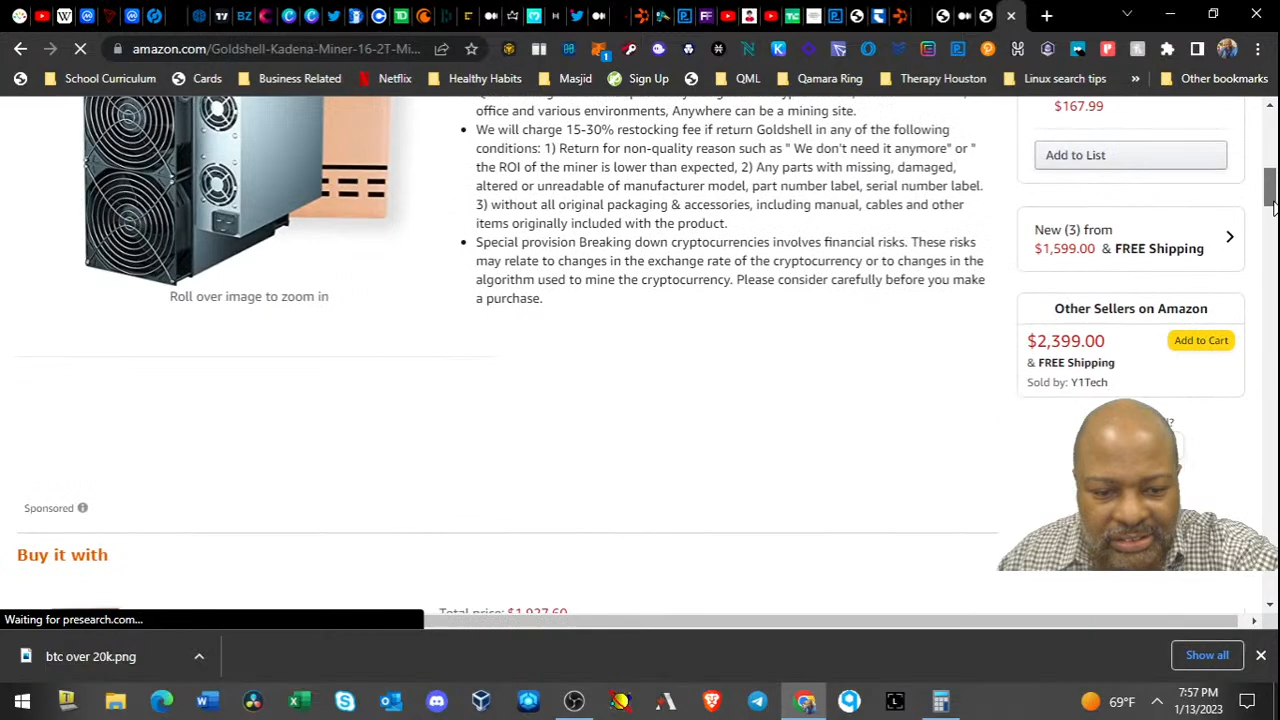 amazon.com/Goldshell-Kadena-Miner-16-2T-Mi...
School Curriculum
Cards
Business Related
Netflix
Healthy Habits
Masjid
Sign Up
QML
Qamara Ring
Therapy Houston
Linux search tips
»
Other bookmarks
office and various environments, Anywhere can be a mining site.
We will charge 15-30% restocking fee if return Goldshell in any of the following
conditions: 1) Return for non-quality reason such as " We don't need it anymore" or "
the ROI of the miner is lower than expected, 2) Any parts with missing, damaged,
altered or unreadable of manufacturer model, part number label, serial number label.
3) without all original packaging & accessories, including manual, cables and other
items originally included with the product.
Special provision Breaking down cryptocurrencies involves financial risks. These risks
may relate to changes in the exchange rate of the cryptocurrency or to changes in the
algorithm used to mine the cryptocurrency. Please consider carefully before you make
a purchase.
Roll over image to zoom in
$167.99
Add to List
New (3) from
$1,599.00 & FREE Shipping
Other Sellers on Amazon
$2,399.00
Add to Cart
& FREE Shipping
Sold by: Y1Tech
Sponsored
Buy it with
Total price: $1,927.60
Waiting for presearch.com...
btc over 20k.png
Show all
69°F
7:57 PM
1/13/2023